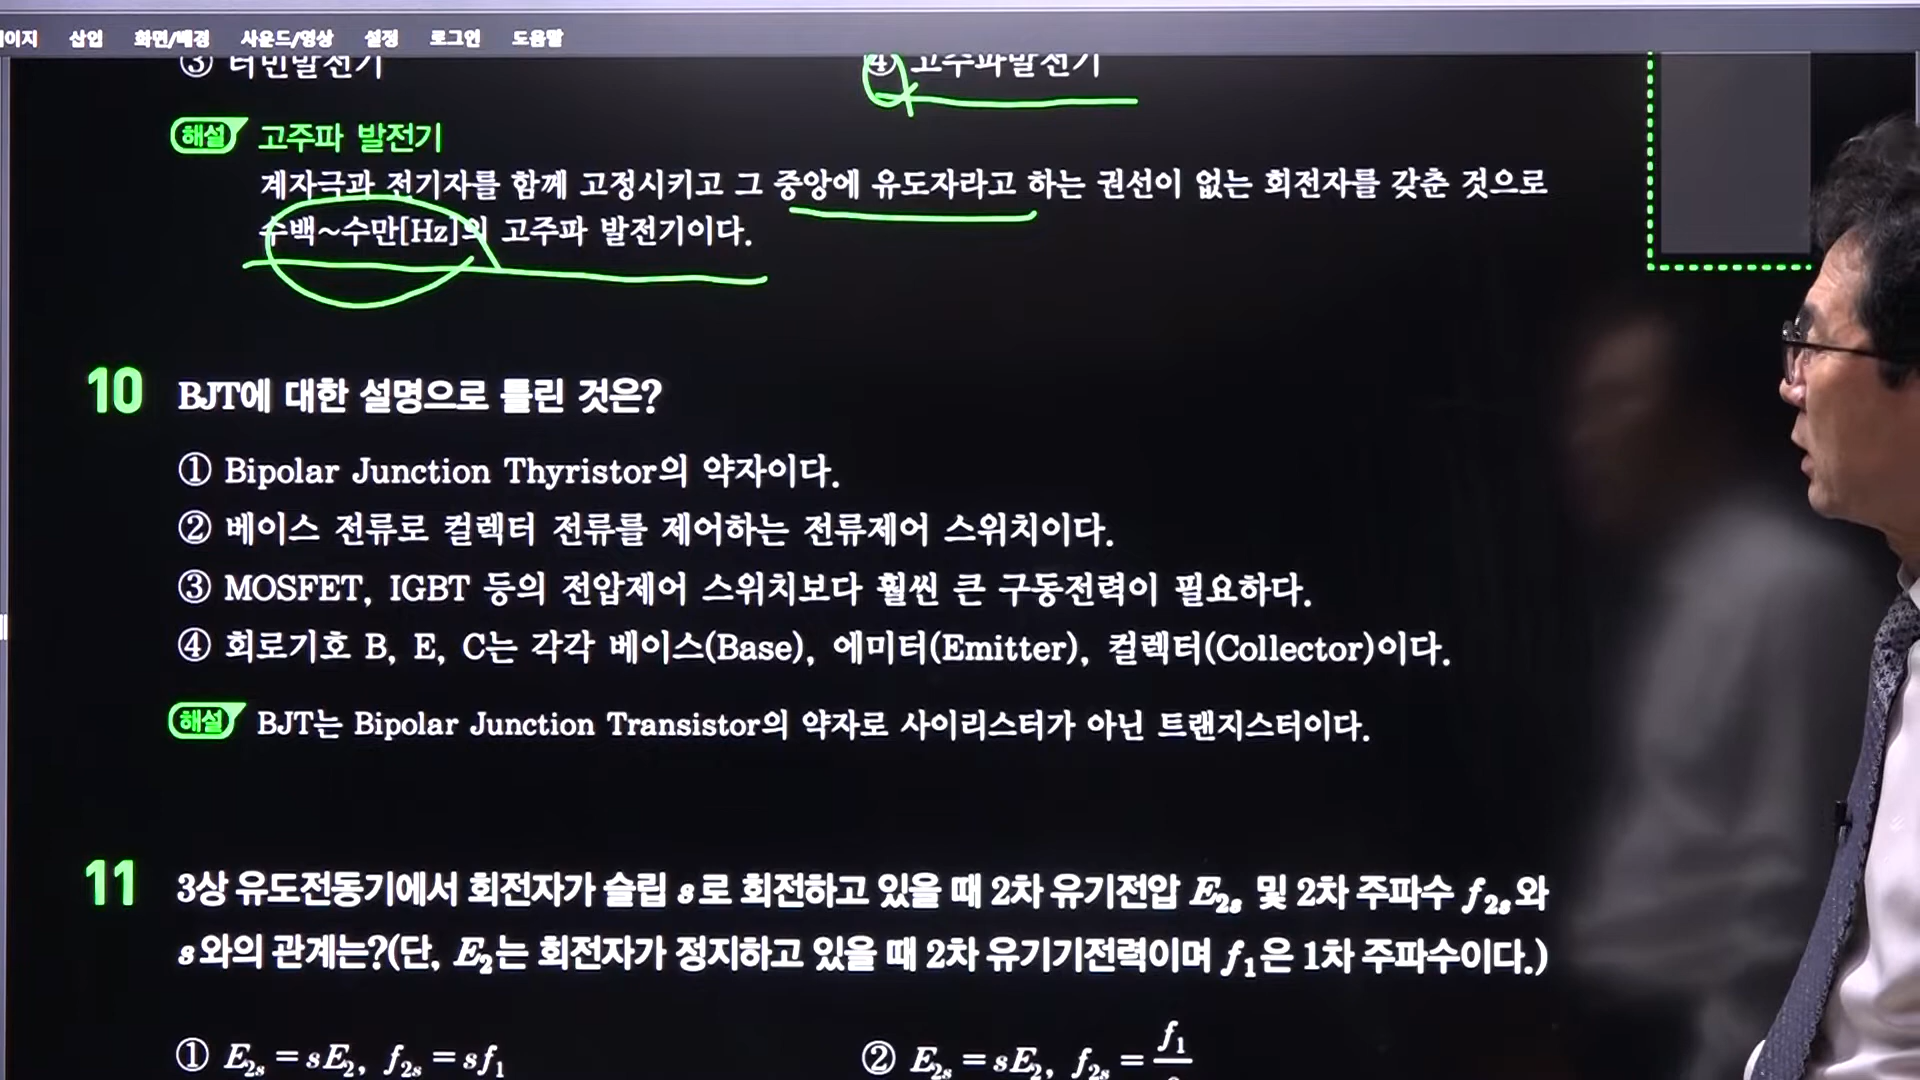 삽입 화면/배경 사운드/영상 설정 로그인 도움말
③ 터빈발전기 ④ 고주파발전기
해설 고주파 발전기
계자극과 전기자를 함께 고정시키고 그 중앙에 유도자라고 하는 권선이 없는 회전자를 갖춘 것으로
수백~수만[Hz]의 고주파 발전기이다.
10 BJT에 대한 설명으로 틀린 것은?
① Bipolar Junction Thyristor의 약자이다.
② 베이스 전류로 컬렉터 전류를 제어하는 전류제어 스위치이다.
③ MOSFET, IGBT 등의 전압제어 스위치보다 훨씬 큰 구동전력이 필요하다.
④ 회로기호 B, E, C는 각각 베이스(Base), 에미터(Emitter), 컬렉터(Collector)이다.
해설 BJT는 Bipolar Junction Transistor의 약자로 사이리스터가 아닌 트랜지스터이다.
11 3상 유도전동기에서 회전자가 슬립 s로 회전하고 있을 때 2차 유기전압 E₂ₛ 및 2차 주파수 f₂ₛ와
s와의 관계는?(단, E₂는 회전자가 정지하고 있을 때 2차 유기기전력이며 f₁은 1차 주파수이다.)
① E₂ₛ = sE₂, f₂ₛ = sf₁ ② E₂ₛ = sE₂, f₂ₛ = f₁